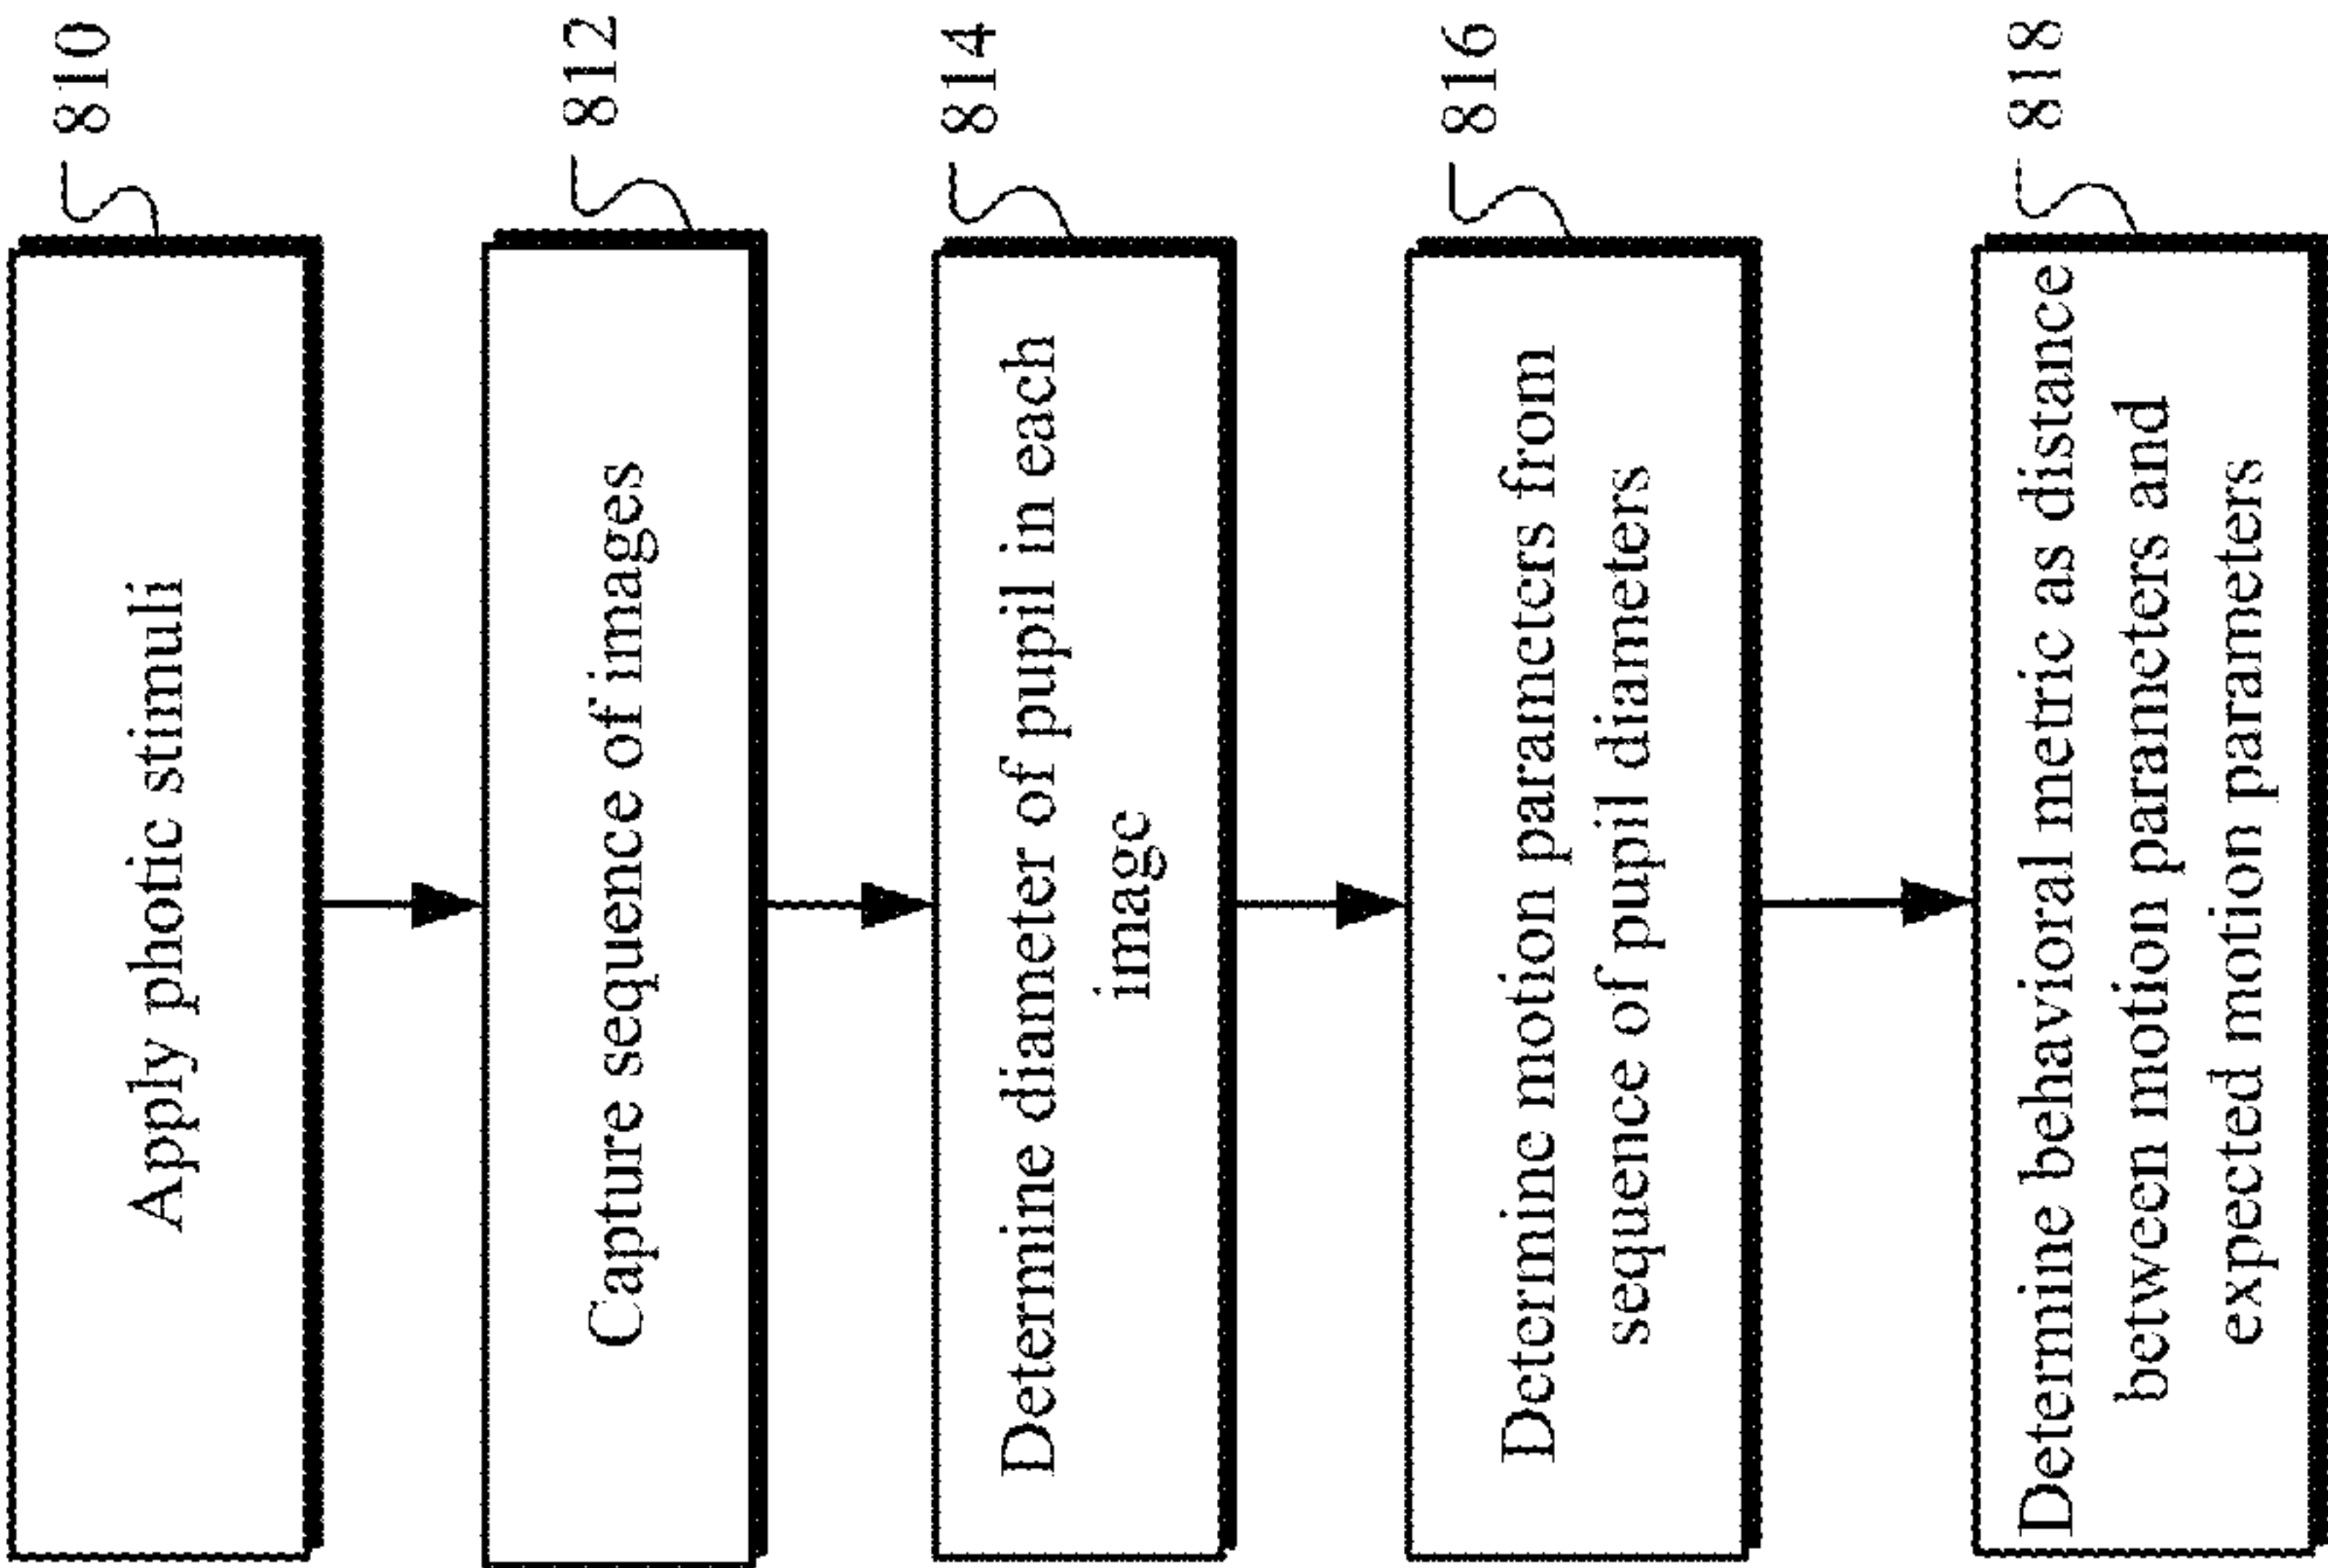 Apply photic stimuli
810
Capture sequence of images
812
Determine diameter of pupil in each
image
814
Determine motion parameters from
sequence of pupil diameters
816
Determine behavioral metric as distance
between motion parameters and
expected motion parameters
818